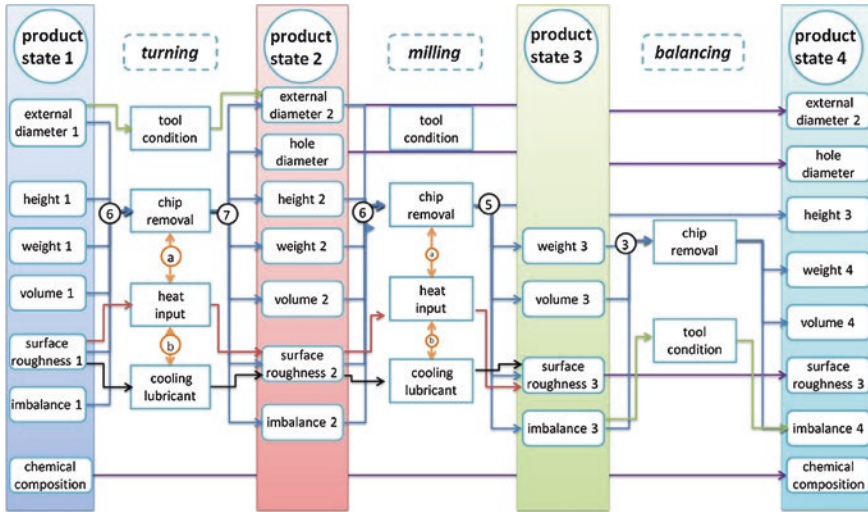 product
state 1
turning
product
state 2
milling
product
state 3
balancing
product
state 4
external
diameter 1
height 1
weight 1
volume 1
surface
roughness 1
imbalance 1
chemical
composition
6
tool
condition
chip
removal
a
heat
input
b
cooling
lubricant
7
external
diameter 2
hole
diameter
height 2
weight 2
volume 2
surface
roughness 2
imbalance 2
6
tool
condition
chip
removal
a
heat
input
b
cooling
lubricant
5
weight 3
volume 3
surface
roughness 3
imbalance 3
3
chip
removal
tool
condition
external
diameter 2
hole
diameter
height 3
weight 4
volume 4
surface
roughness 3
imbalance 4
chemical
composition